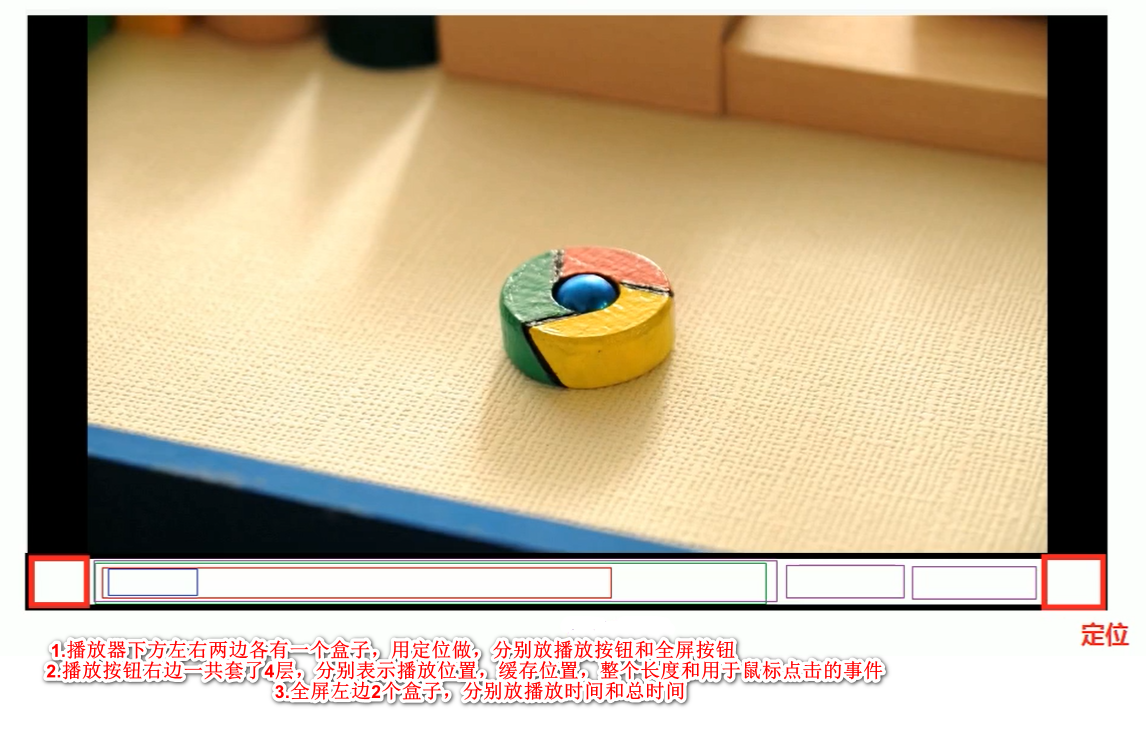 定位
1.播放器下方左右两边各有一个盒子，用定位做，分别放播放按钮和全屏按钮
2.播放按钮右边一共套了4层，分别表示播放位置，缓存位置，整个长度和用于鼠标点击的事件
3.全屏左边2个盒子，分别放播放时间和总时间